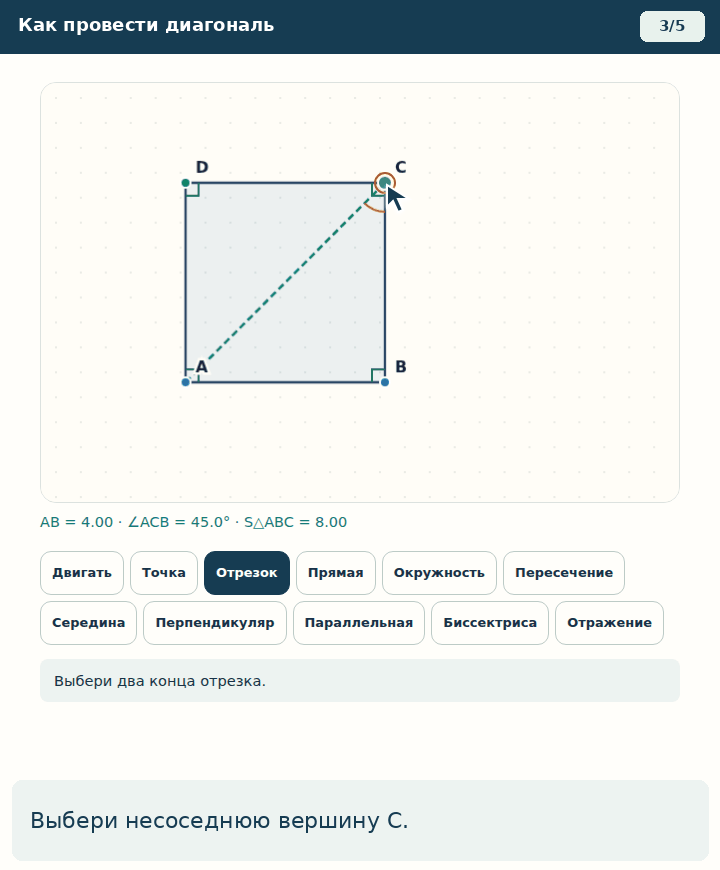 Как провести диагональ
3/5
D
C
A
B
AB = 4.00 · ∠ACB = 45.0° · S△ABC = 8.00
Двигать
Точка
Отрезок
Прямая
Окружность
Пересечение
Середина
Перпендикуляр
Параллельная
Биссектриса
Отражение
Выбери два конца отрезка.
Выбери несоседнюю вершину C.